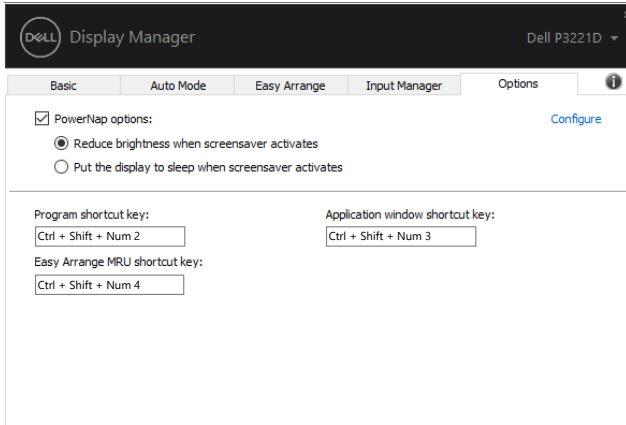 DELL Display Manager Dell P3221D
Basic Auto Mode Easy Arrange Input Manager Options
PowerNap options: Configure
Reduce brightness when screensaver activates
Put the display to sleep when screensaver activates
Program shortcut key: Application window shortcut key:
Ctrl + Shift + Num 2 Ctrl + Shift + Num 3
Easy Arrange MRU shortcut key:
Ctrl + Shift + Num 4